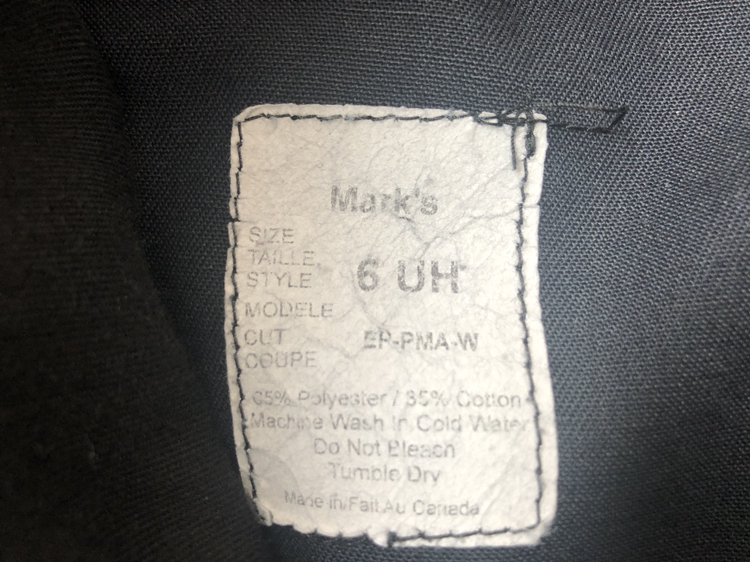 Mark's
SIZE
TAILLE
STYLE 6 UH
MODELE
CUT EP-PMA-W
COUPE
65% Polyester / 35% Cotton
Machine Wash In Cold Water
Do Not Bleach
Tumble Dry
Made in/Fait Au Canada